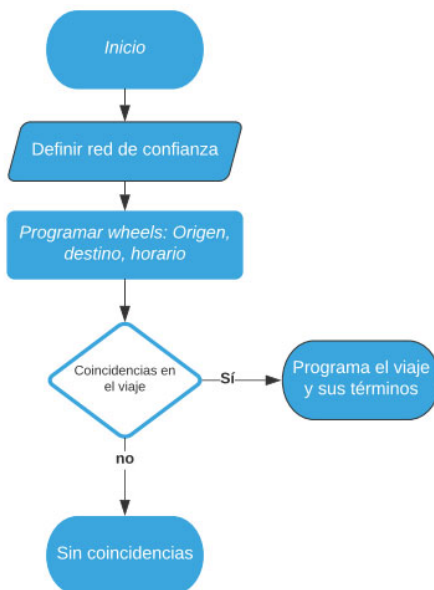 Inicio
Definir red de confianza
Programar wheels: Origen,
destino, horario
Coincidencias en
el viaje
Sí
Programa el viaje
y sus términos
no
Sin coincidencias